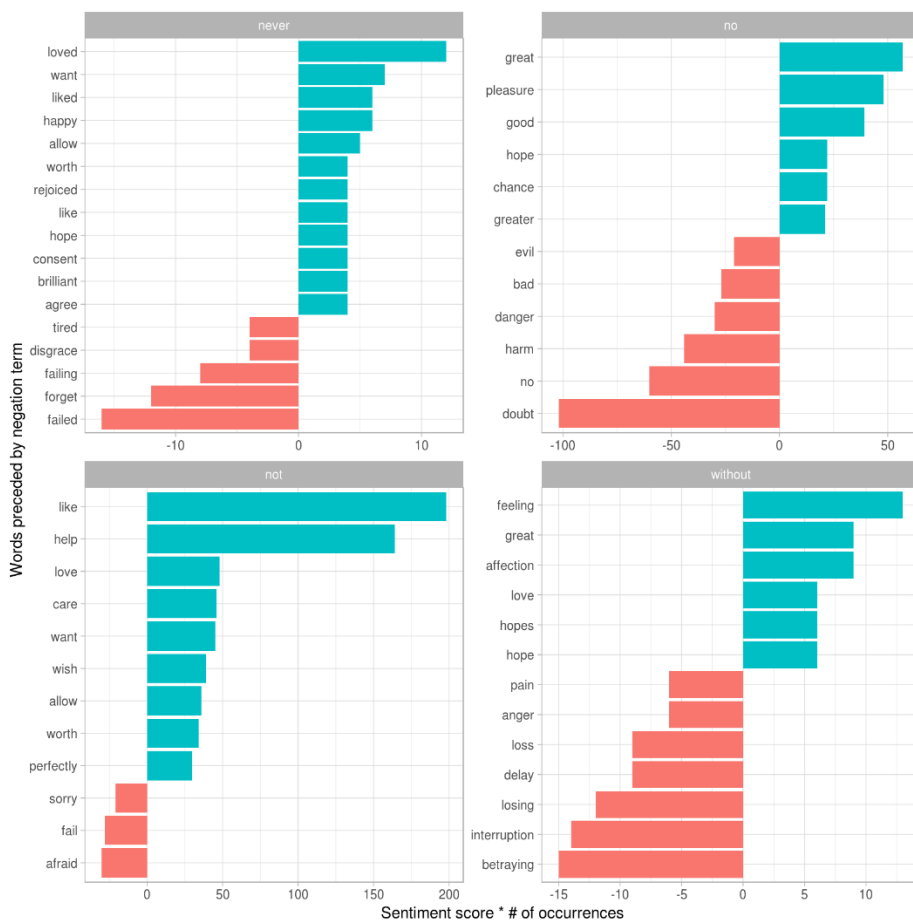 never
loved
want
liked
happy
allow
worth
rejoiced
like
hope
consent
brilliant
agree
tired
disgrace
failing
forget
failed
-10 0 10
no
great
pleasure
good
hope
chance
greater
evil
bad
danger
harm
no
doubt
-100 -50 0 50
not
like
help
love
care
want
wish
allow
worth
perfectly
sorry
fail
afraid
0 50 100 150 200
without
feeling
great
affection
love
hopes
hope
pain
anger
loss
delay
losing
interruption
betraying
-15 -10 -5 0 5 10
Words preceded by negation term
Sentiment score * # of occurrences